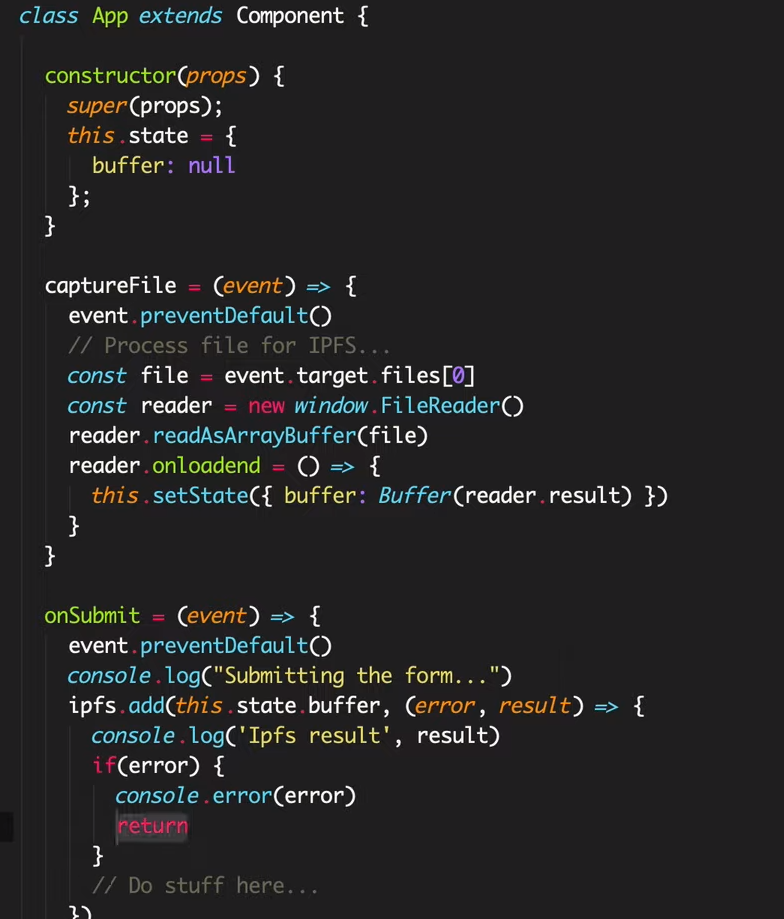 class App extends Component {
constructor(props) {
super(props);
this.state = {
buffer: null
};
}
captureFile = (event) => {
event.preventDefault()
// Process file for IPFS...
const file = event.target.files[0]
const reader = new window.FileReader()
reader.readAsArrayBuffer(file)
reader.onloadend = () => {
this.setState({ buffer: Buffer(reader.result) })
}
}
onSubmit = (event) => {
event.preventDefault()
console.log("Submitting the form...")
ipfs.add(this.state.buffer, (error, result) => {
console.log('Ipfs result', result)
if(error) {
console.error(error)
return
}
// Do stuff here...
})